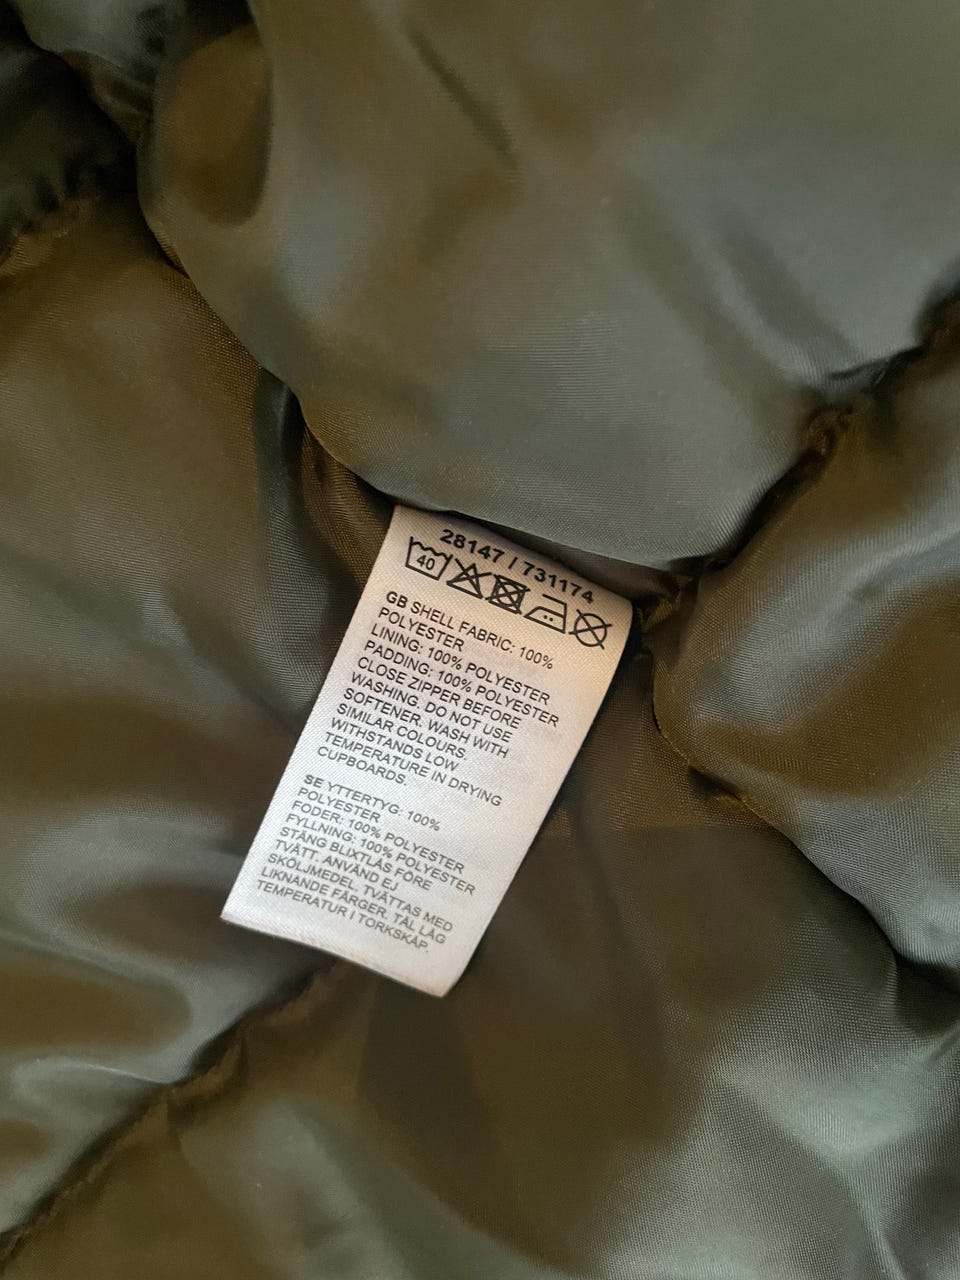 28147 / 731174
40
GB SHELL FABRIC: 100%
POLYESTER
LINING: 100% POLYESTER
PADDING: 100% POLYESTER
CLOSE ZIPPER BEFORE
WASHING. DO NOT USE
SOFTENER. WASH WITH
SIMILAR COLOURS.
WITHSTANDS LOW
TEMPERATURE IN DRYING
CUPBOARDS.
SE YTTERTYG: 100%
POLYESTER
FODER: 100% POLYESTER
FYLLNING: 100% POLYESTER
STÄNG BLIXTLÅS FÖRE
TVÄTT. ANVÄND EJ
SKÖLJMEDEL. TVÄTTAS MED
LIKNANDE FÄRGER. TÅL LÅG
TEMPERATUR I TORKSKÅP.